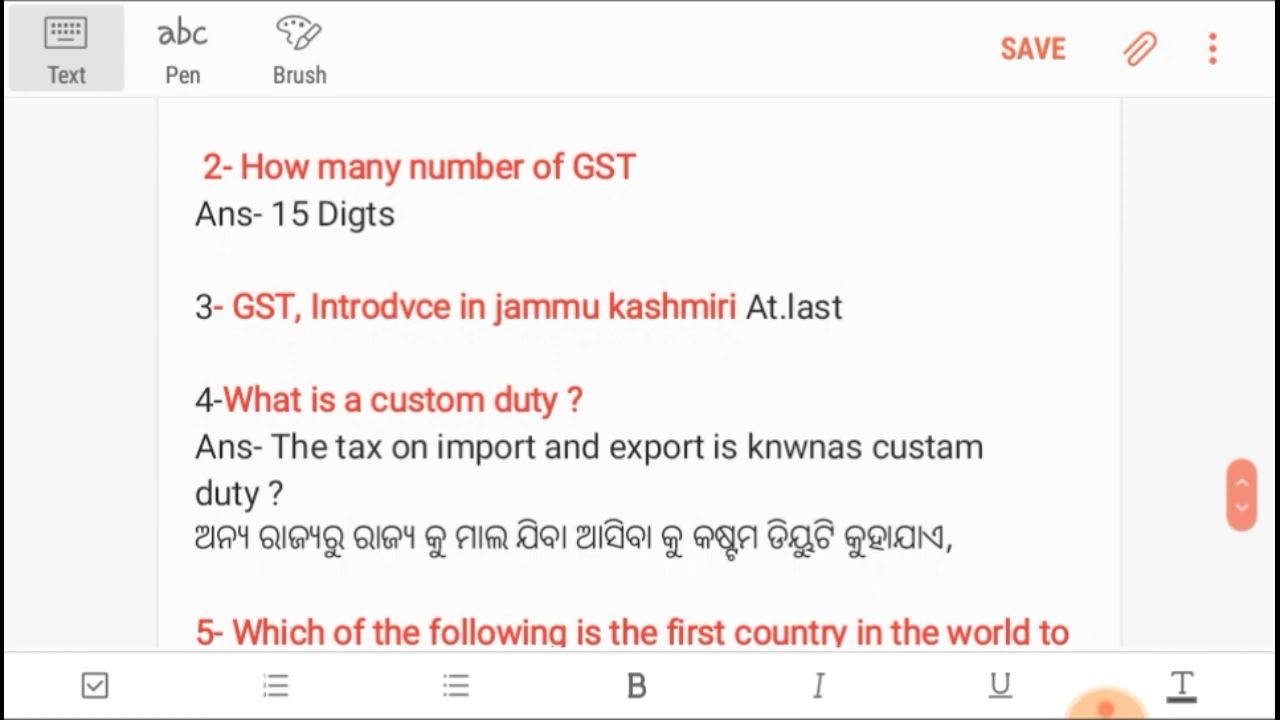 Text
abc
Pen
Brush
SAVE
2- How many number of GST
Ans- 15 Digts
3- GST, Introdvce in jammu kashmiri At.last
4-What is a custom duty ?
Ans- The tax on import and export is knwnas custam
duty ?
ଅନ୍ୟ ରାଜ୍ୟରୁ ରାଜ୍ୟ କୁ ମାଲ ଯିବା ଆସିବା କୁ କଷ୍ଟମ ଡିୟୁଟି କୁହାଯାଏ,
5- Which of the following is the first country in the world to
B I U T